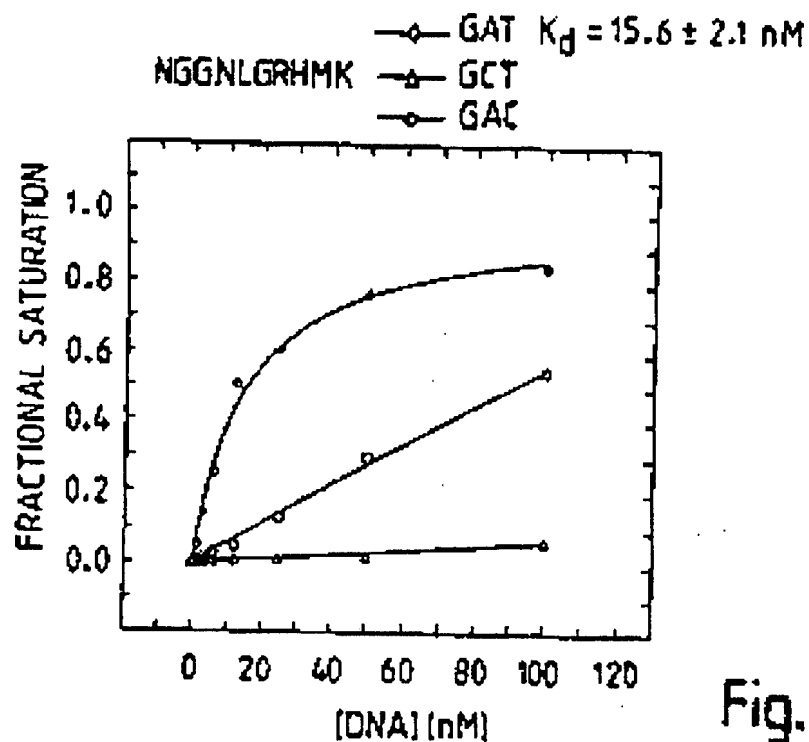 GAT Kd = 15.6 ± 2.1 nM
NGGNLGRHMK GCT
GAC
FRACTIONAL SATURATION
1.0
0.8
0.6
0.4
0.2
0.0
0 20 40 60 80 100 120
[DNA] (nM)
Fig.